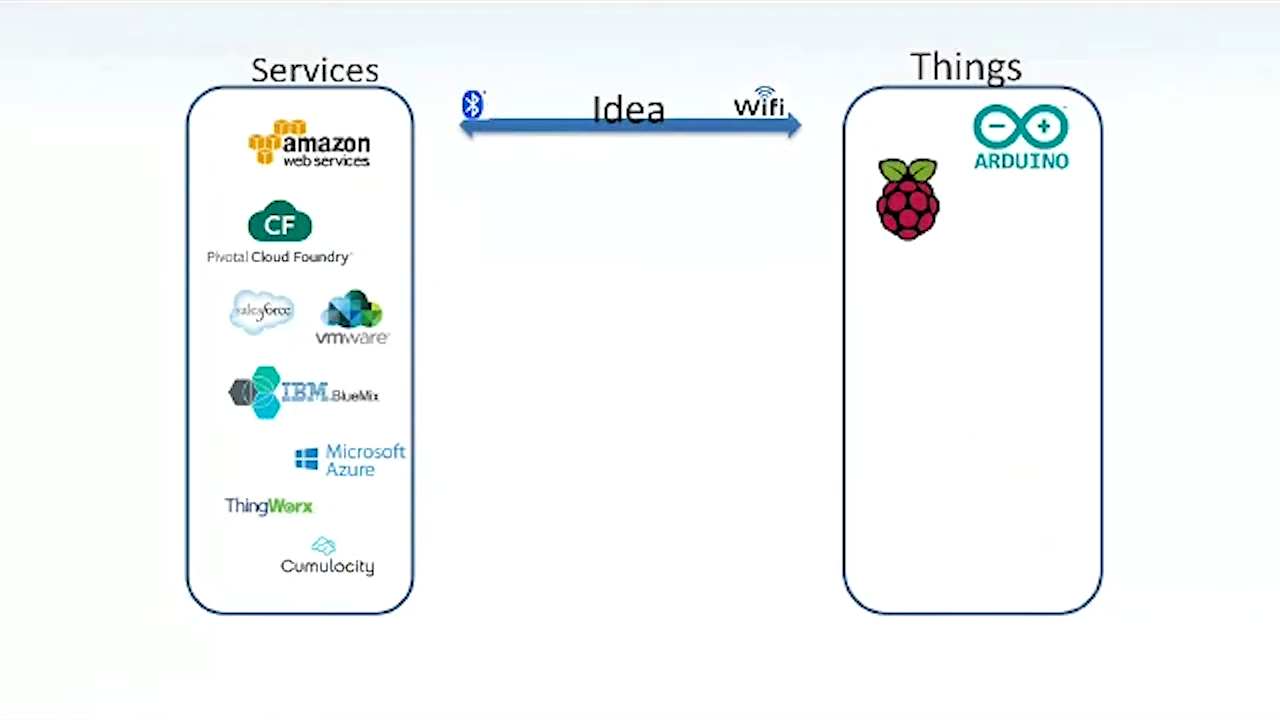 Services
Idea
Wifi
Things
amazon
web services
CF
Pivotal Cloud Foundry
salesforce
vmware
IBM BlueMix
Microsoft
Azure
ThingWorx
Cumulocity
ARDUINO